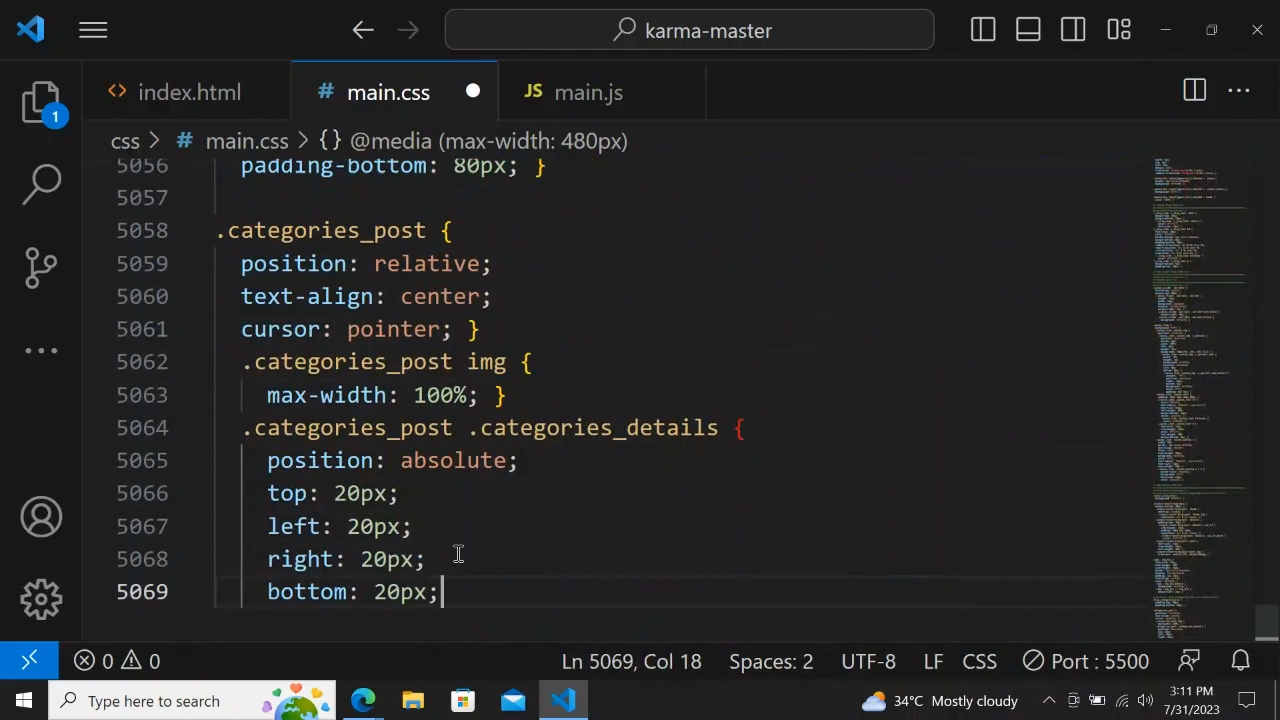 karma-master
index.html
# main.css
JS main.js
css > # main.css > {} @media (max-width: 480px)
5056 padding-bottom: 80px; }
5057
5058 .categories_post {
5059 position: relative;
5060 text-align: center;
5061 cursor: pointer; }
5062 .categories_post img {
5063 max-width: 100%; }
5064 .categories_post .categories_details {
5065 position: absolute;
5066 top: 20px;
5067 left: 20px;
5068 right: 20px;
5069 bottom: 20px;
1
0 0 Ln 5069, Col 18 Spaces: 2 UTF-8 LF CSS Port : 5500
Type here to search
34°C Mostly cloudy
3:11 PM
7/31/2023